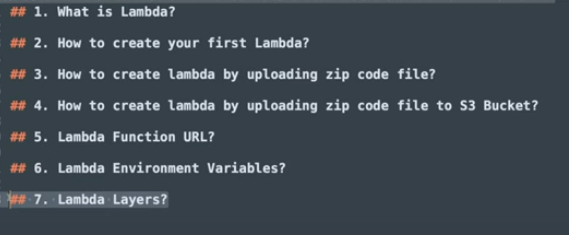 ## 1. What is Lambda?
## 2. How to create your first Lambda?
## 3. How to create lambda by uploading zip code file?
## 4. How to create lambda by uploading zip code file to S3 Bucket?
## 5. Lambda Function URL?
## 6. Lambda Environment Variables?
## 7. Lambda Layers?